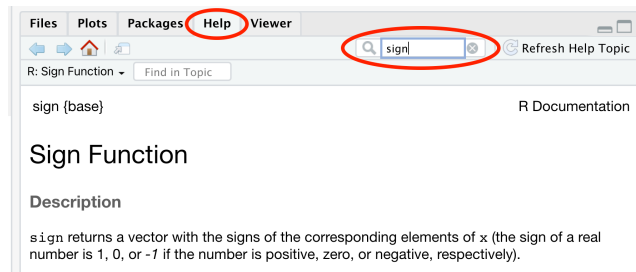 Files Plots Packages Help Viewer
sign Refresh Help Topic
R: Sign Function Find in Topic
sign {base} R Documentation
Sign Function
Description
sign returns a vector with the signs of the corresponding elements of x (the sign of a real
number is 1, 0, or -1 if the number is positive, zero, or negative, respectively).